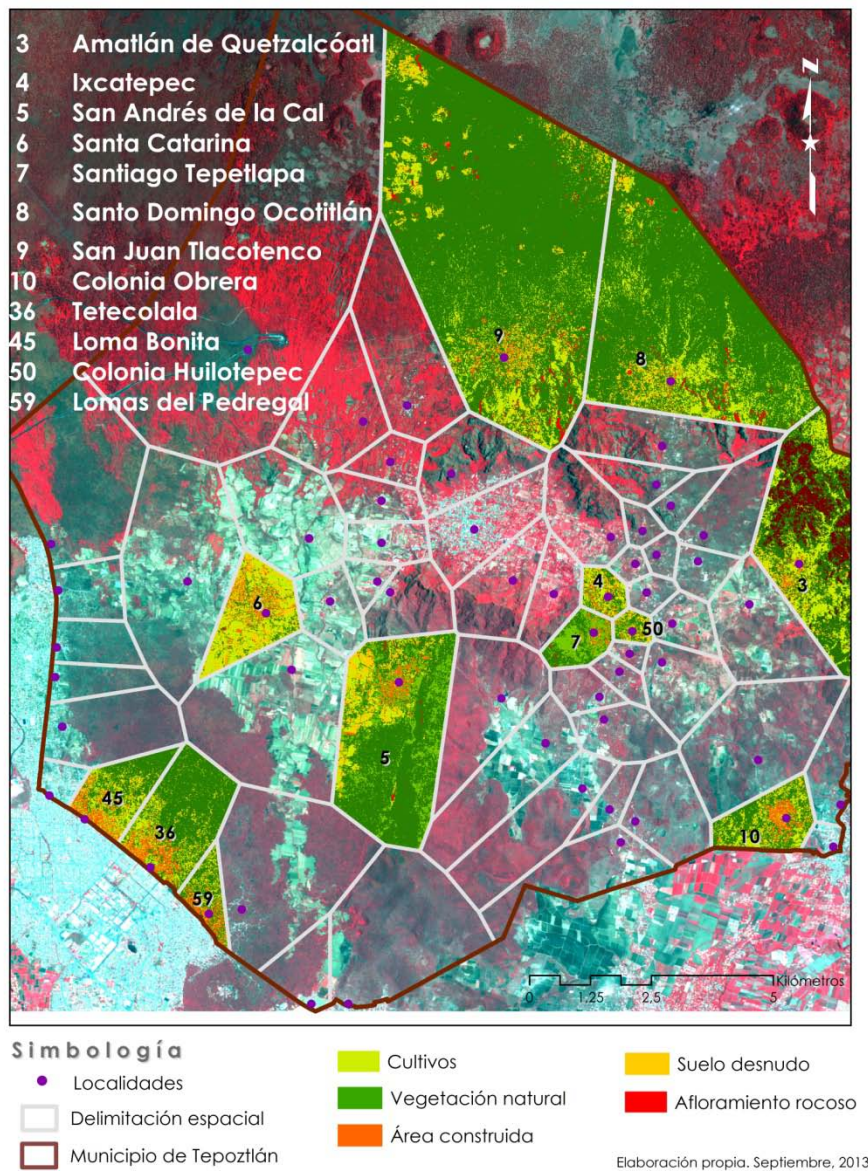 3 Amatlán de Quetzalcóatl
4 Ixcatepec
5 San Andrés de la Cal
6 Santa Catarina
7 Santiago Tepetlapa
8 Santo Domingo Ocotitlán
9 San Juan Tlacotenco
10 Colonia Obrera
36 Tetecolala
45 Loma Bonita
50 Colonia Huilotepec
59 Lomas del Pedregal
N
9
8
3
4
6
50
7
5
45
36
10
59
Kilómetros
0 1.25 2.5 5
Simbología
Localidades
Delimitación espacial
Municipio de Tepoztlán
Cultivos
Vegetación natural
Área construida
Suelo desnudo
Afloramiento rocoso
Elaboración propia. Septiembre, 2013